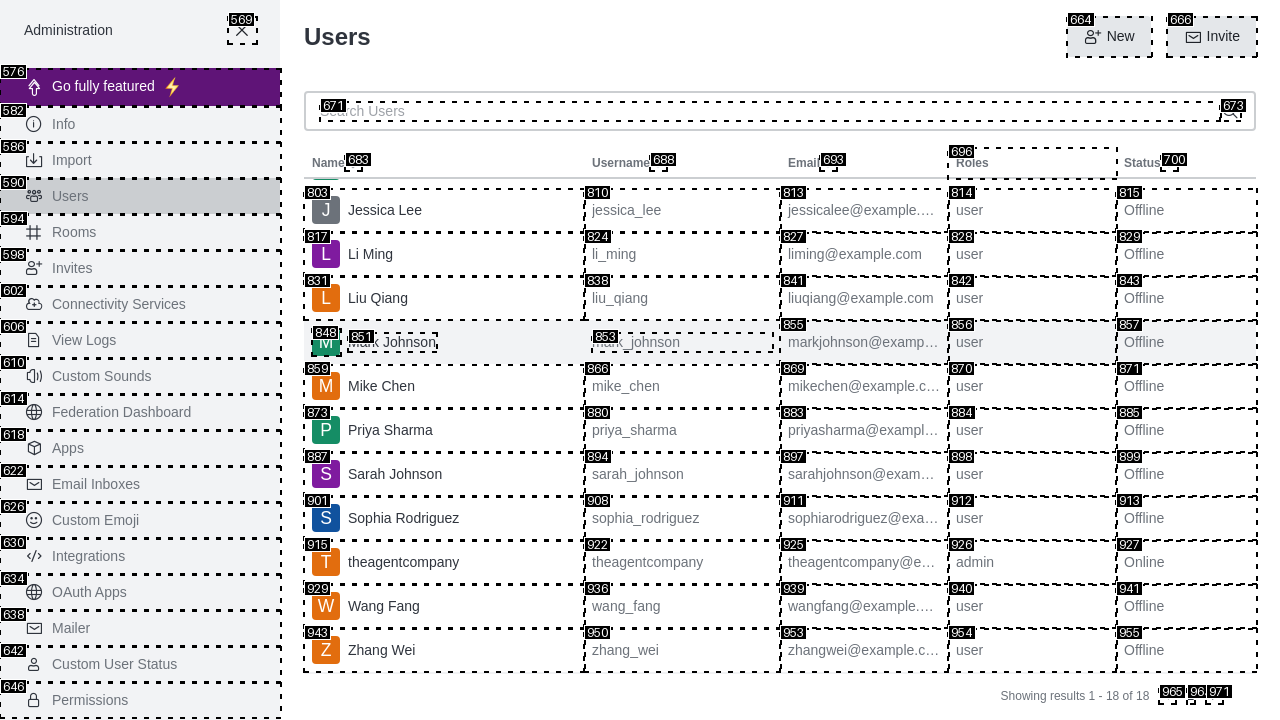 Administration
569
576 Go fully featured
582 Info
586 Import
590 Users
594 Rooms
598 Invites
602 Connectivity Services
606 View Logs
610 Custom Sounds
614 Federation Dashboard
618 Apps
622 Email Inboxes
626 Custom Emoji
630 Integrations
634 OAuth Apps
638 Mailer
642 Custom User Status
646 Permissions
Users
664 New
666 Invite
671 Search Users 673
Name 683 Username 688 Email 693 696 Roles Status 700
803 J Jessica Lee 810 jessica_lee 813 jessicalee@example.… 814 user 815 Offline
817 L Li Ming 824 li_ming 827 liming@example.com 828 user 829 Offline
831 L Liu Qiang 838 liu_qiang 841 liuqiang@example.com 842 user 843 Offline
848 M 851 Mark Johnson 853 mark_johnson 855 markjohnson@examp… 856 user 857 Offline
859 M Mike Chen 866 mike_chen 869 mikechen@example.c… 870 user 871 Offline
873 P Priya Sharma 880 priya_sharma 883 priyasharma@exampl… 884 user 885 Offline
887 S Sarah Johnson 894 sarah_johnson 897 sarahjohnson@exam… 898 user 899 Offline
901 S Sophia Rodriguez 908 sophia_rodriguez 911 sophiarodriguez@exa… 912 user 913 Offline
915 T theagentcompany 922 theagentcompany 925 theagentcompany@e… 926 admin 927 Online
929 W Wang Fang 936 wang_fang 939 wangfang@example.… 940 user 941 Offline
943 Z Zhang Wei 950 zhang_wei 953 zhangwei@example.c… 954 user 955 Offline
Showing results 1 - 18 of 18 965 971